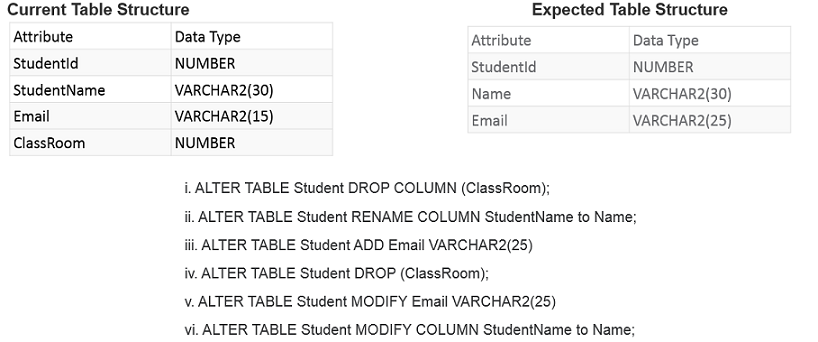 Current Table Structure
Expected Table Structure
Attribute Data Type
StudentId NUMBER
StudentName VARCHAR2(30)
Email VARCHAR2(15)
ClassRoom NUMBER
Attribute Data Type
StudentId NUMBER
Name VARCHAR2(30)
Email VARCHAR2(25)
i. ALTER TABLE Student DROP COLUMN (ClassRoom);
ii. ALTER TABLE Student RENAME COLUMN StudentName to Name;
iii. ALTER TABLE Student ADD Email VARCHAR2(25)
iv. ALTER TABLE Student DROP (ClassRoom);
v. ALTER TABLE Student MODIFY Email VARCHAR2(25)
vi. ALTER TABLE Student MODIFY COLUMN StudentName to Name;